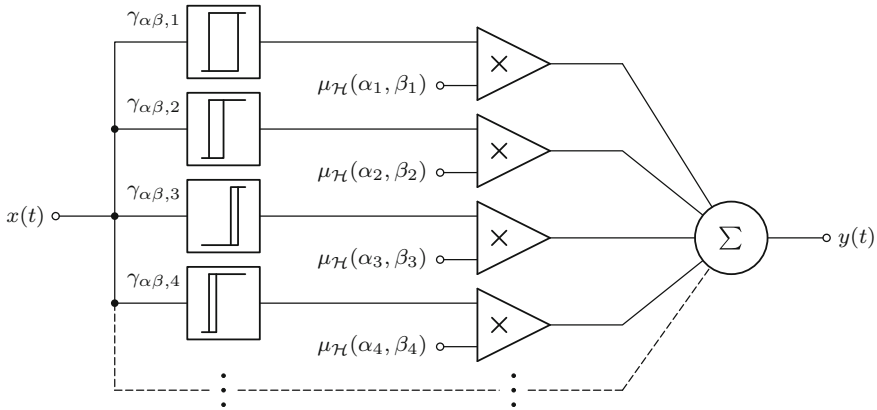 γαβ,1
μℋ(α1, β1)
γαβ,2
μℋ(α2, β2)
γαβ,3
x(t)
Σ
y(t)
μℋ(α3, β3)
γαβ,4
μℋ(α4, β4)